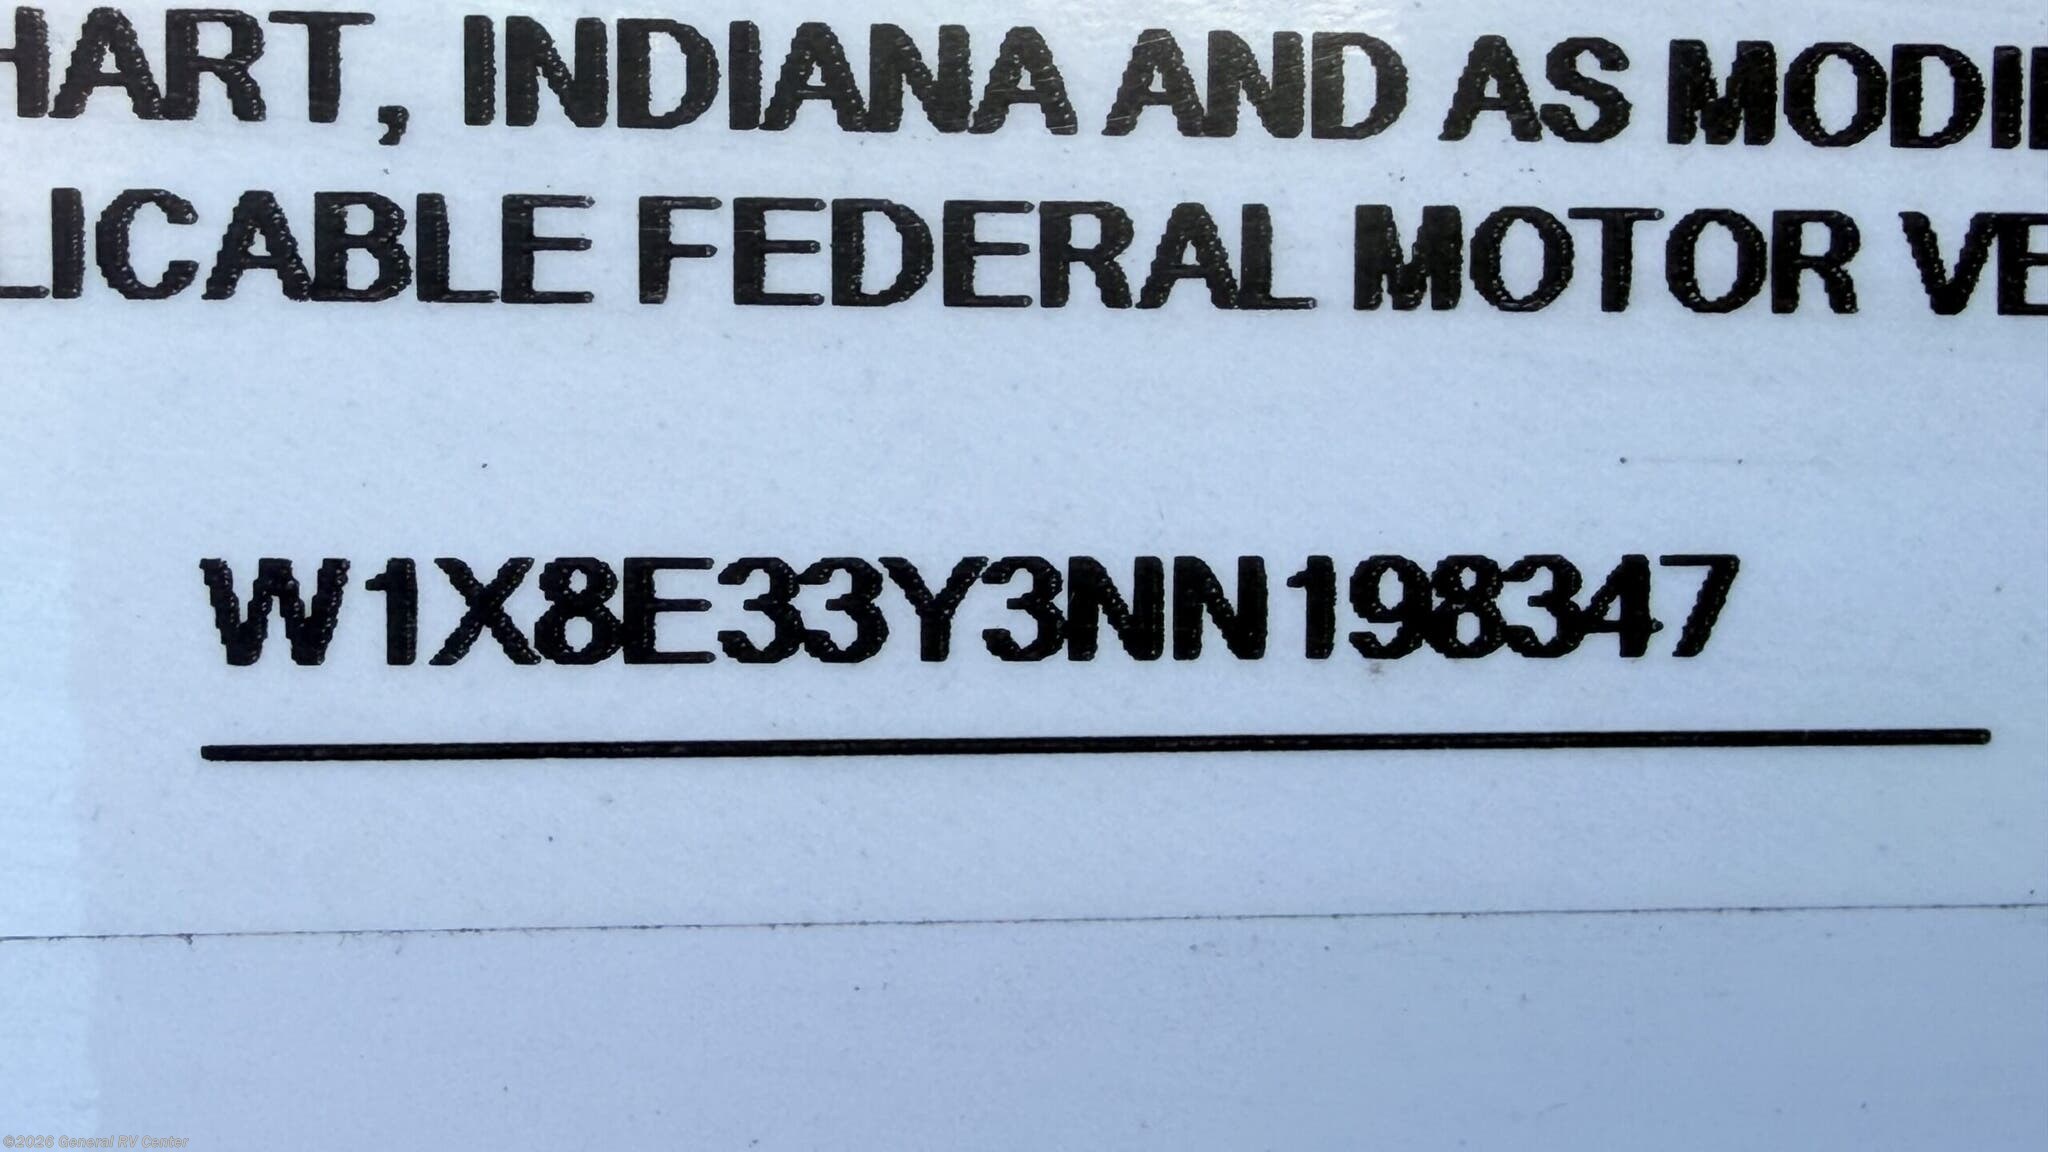 HART, INDIANA AND AS MODI
LICABLE FEDERAL MOTOR VE
W1X8E33Y3NN198347
©2026 General RV Center